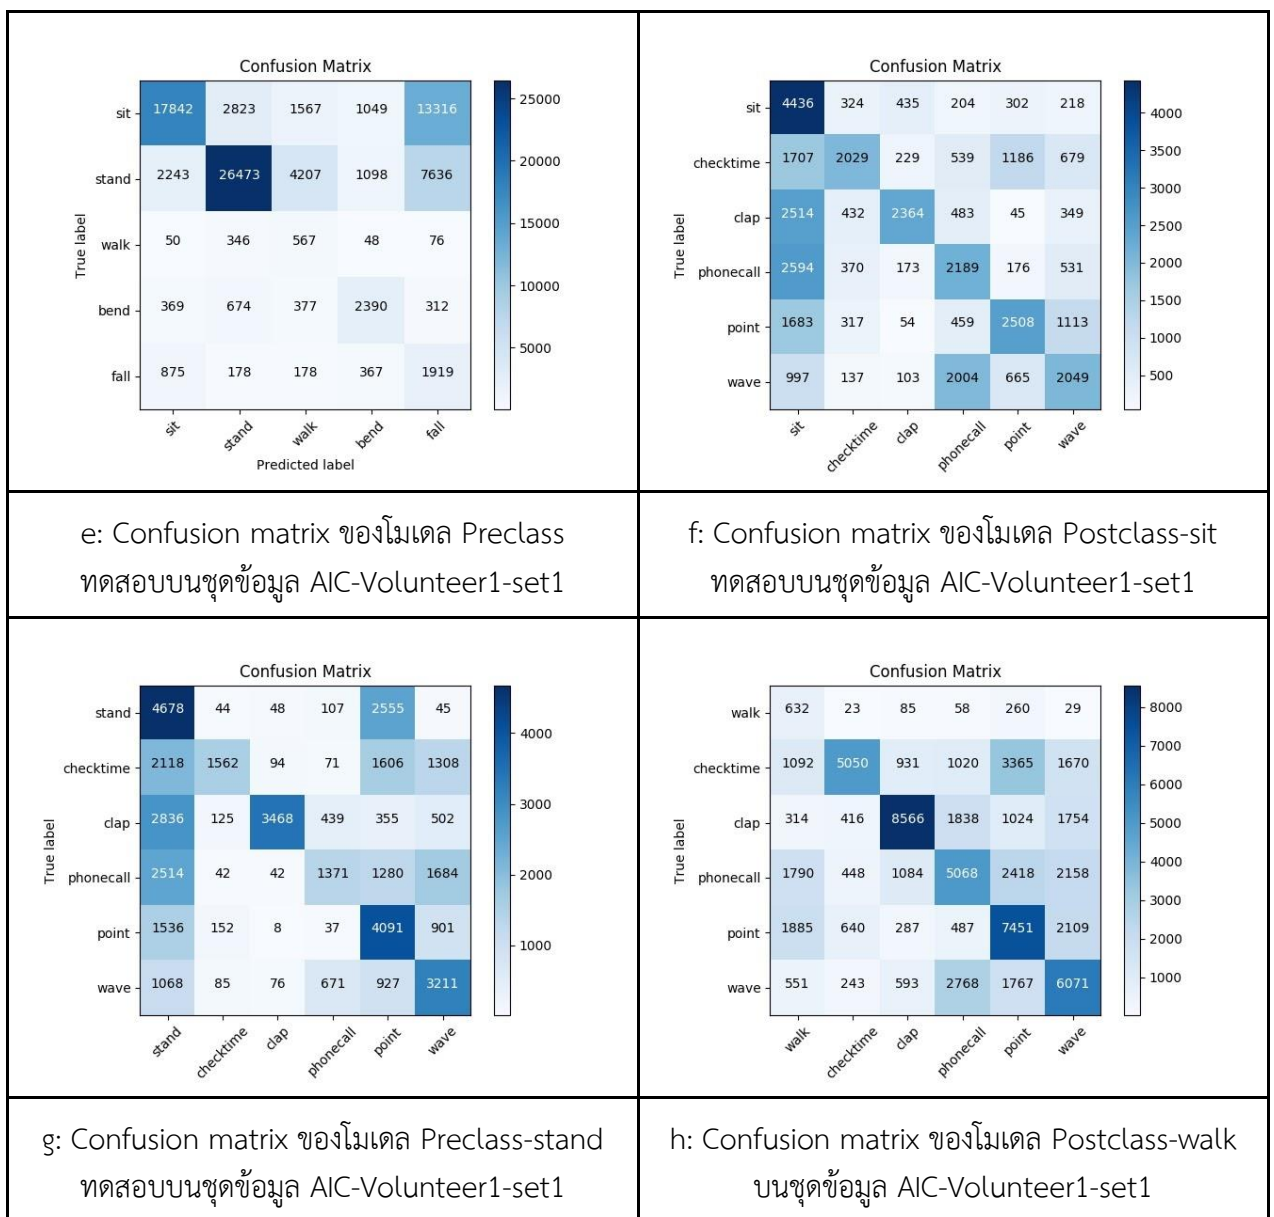 Confusion Matrix
sit 17842 2823 1567 1049 13316
stand 2243 26473 4207 1098 7636
walk 50 346 567 48 76
bend 369 674 377 2390 312
fall 875 178 178 367 1919
sit stand walk bend fall
True label
Predicted label
25000
20000
15000
10000
5000
Confusion Matrix
sit 4436 324 435 204 302 218
checktime 1707 2029 229 539 1186 679
clap 2514 432 2364 483 45 349
phonecall 2594 370 173 2189 176 531
point 1683 317 54 459 2508 1113
wave 997 137 103 2004 665 2049
sit checktime clap phonecall point wave
True label
4000
3500
3000
2500
2000
1500
1000
500
e: Confusion matrix ของโมเดล Preclass
ทดสอบบนชุดข้อมูล AIC-Volunteer1-set1
f: Confusion matrix ของโมเดล Postclass-sit
ทดสอบบนชุดข้อมูล AIC-Volunteer1-set1
Confusion Matrix
stand 4678 44 48 107 2555 45
checktime 2118 1562 94 71 1606 1308
clap 2836 125 3468 439 355 502
phonecall 2514 42 42 1371 1280 1684
point 1536 152 8 37 4091 901
wave 1068 85 76 671 927 3211
stand checktime clap phonecall point wave
True label
4000
3000
2000
1000
Confusion Matrix
walk 632 23 85 58 260 29
checktime 1092 5050 931 1020 3365 1670
clap 314 416 8566 1838 1024 1754
phonecall 1790 448 1084 5068 2418 2158
point 1885 640 287 487 7451 2109
wave 551 243 593 2768 1767 6071
walk checktime clap phonecall point wave
True label
8000
7000
6000
5000
4000
3000
2000
1000
g: Confusion matrix ของโมเดล Preclass-stand
ทดสอบบนชุดข้อมูล AIC-Volunteer1-set1
h: Confusion matrix ของโมเดล Postclass-walk
บนชุดข้อมูล AIC-Volunteer1-set1